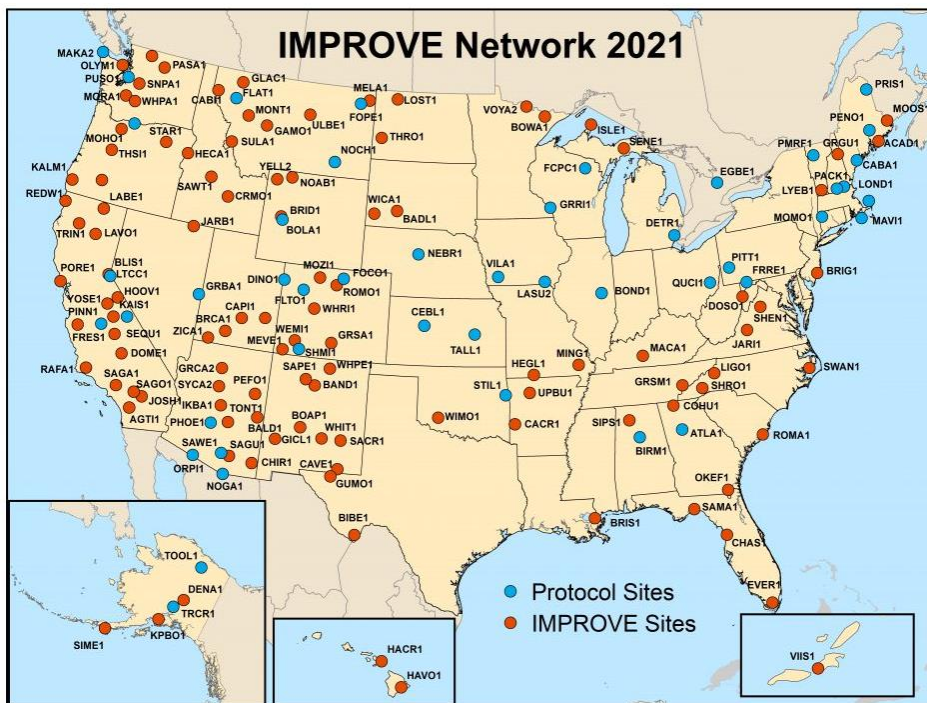 IMPROVE Network 2021
MAKA2
OLYM1
PUSO1
PASA1
SNPA1
MORA1
WHPA1
MOHO1
STAR1
THSI1
KALM1
REDW1
LABE1
TRIN1
LAVO1
HECA1
SAWT1
CRMO1
JARB1
CABI1
GLAC1
FLAT1
MONT1
GAMO1
ULBE1
SULA1
MELA1
FOPE1
LOST1
THRO1
NOCH1
YELL2
NOAB1
BRID1
BOLA1
WICA1
BADL1
NEBR1
VOYA2
BOWA1
ISLE1
SENE1
FCPC1
GRRI1
EGBE1
DETR1
PRIS1
MOOS1
PENO1
ACAD1
PMRF1
GRGU1
CABA1
PACK1
LYEB1
LOND1
MOMO1
MAVI1
BLIS1
LTCC1
PORE1
HOOV1
YOSE1
KAIS1
PINN1
FRES1
SEQU1
DOME1
RAFA1
SAGA1
SAGO1
JOSH1
AGTI1
GRBA1
DINO1
MOZI1
FOCO1
ROMO1
FLTO1
WHRI1
CAPI1
BRCA1
ZICA1
WEMI1
MEVE1
SHMI1
GRSA1
VILA1
LASU2
BOND1
CEBL1
TALL1
QUCI1
PITT1
FRRE1
BRIG1
DOSO1
SHEN1
JARI1
GRCA2
SYCA2
PEFO1
SAPE1
WHPE1
BAND1
IKBA1
TONT1
PHOE1
BALD1
BOAP1
WHIT1
GICL1
SACR1
SAWE1
SAGU1
ORPI1
CHIR1
NOGA1
CAVE1
GUMO1
BIBE1
HEGL1
MING1
STIL1
UPBU1
WIMO1
CACR1
MACA1
LIGO1
GRSM1
SHRO1
SWAN1
COHU1
SIPS1
ATLA1
BIRM1
ROMA1
OKEF1
SAMA1
BRIS1
CHAS1
EVER1
TOOL1
DENA1
TRCR1
KPBO1
SIME1
HACR1
HAVO1
VIIS1
Protocol Sites
IMPROVE Sites